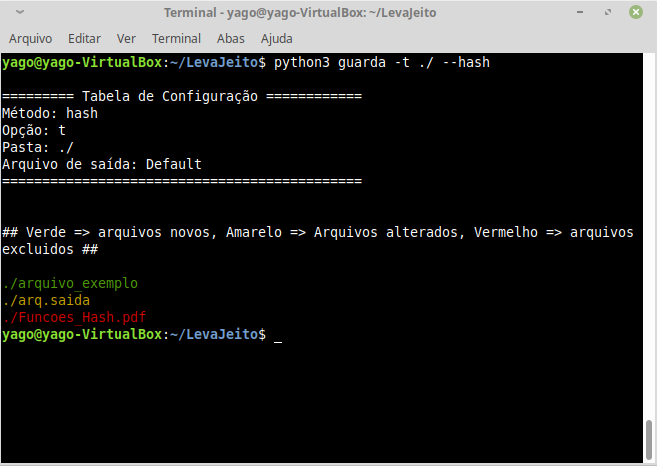 Terminal - yago@yago-VirtualBox: ~/LevaJeito
Arquivo Editar Ver Terminal Abas Ajuda
yago@yago-VirtualBox:~/LevaJeito$ python3 guarda -t ./ --hash
========= Tabela de Configuração ============
Método: hash
Opção: t
Pasta: ./
Arquivo de saída: Default
=============================================
## Verde => arquivos novos, Amarelo => Arquivos alterados, Vermelho => arquivos
excluidos ##
./arquivo_exemplo
./arq.saida
./Funcoes_Hash.pdf
yago@yago-VirtualBox:~/LevaJeito$ _